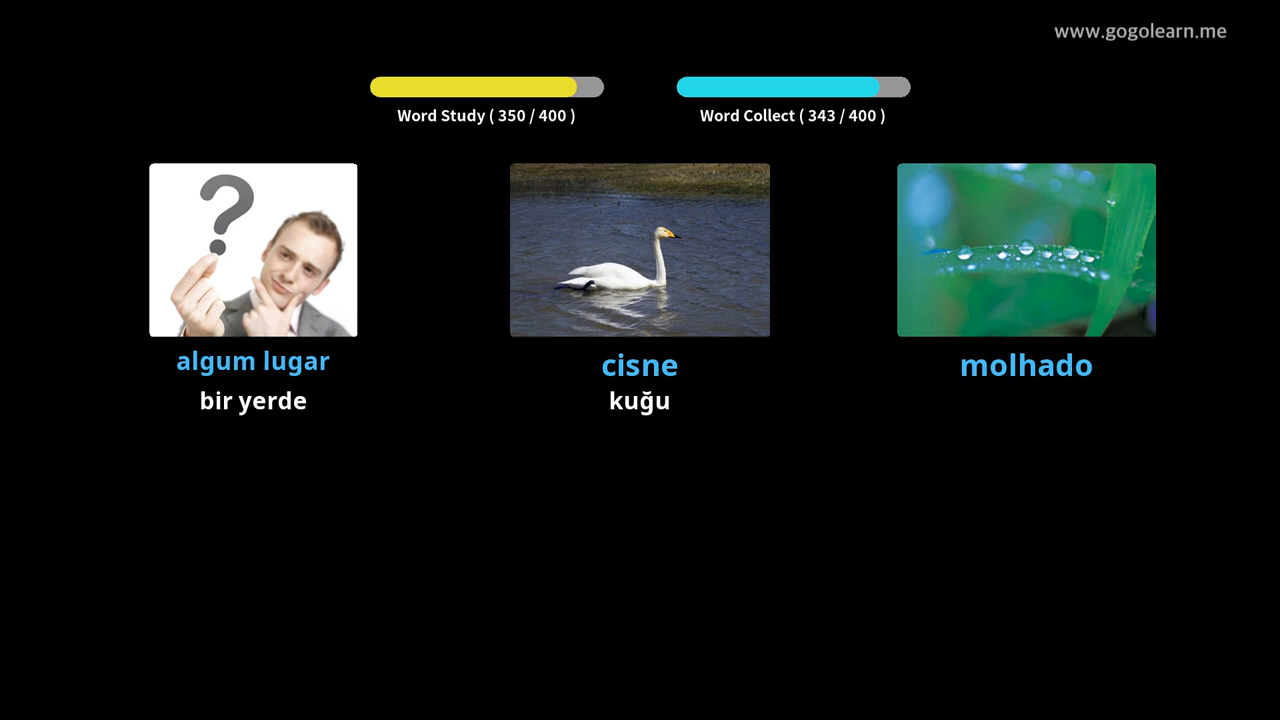 www.gogolearn.me
Word Study ( 350 / 400 )
Word Collect ( 343 / 400 )
?
algum lugar
bir yerde
cisne
kuğu
molhado